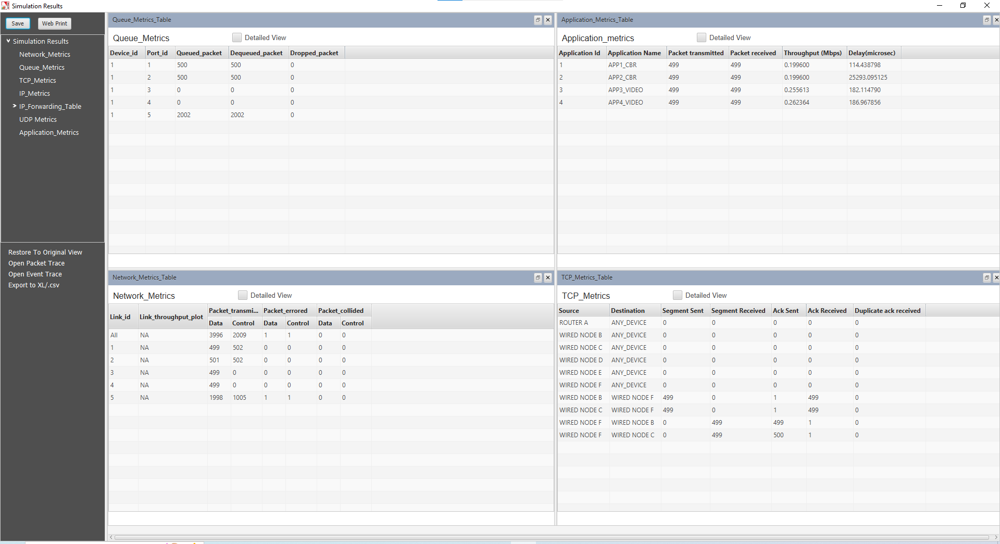 Simulation Results
Save
Web Print
Simulation Results
Network_Metrics
Queue_Metrics
TCP_Metrics
IP_Metrics
IP_Forwarding_Table
UDP Metrics
Application_Metrics
Restore To Original View
Open Packet Trace
Open Event Trace
Export to XL/.csv
Queue_Metrics_Table
Queue_Metrics Detailed View
Device_id Port_id Queued_packet Dequeued_packet Dropped_packet
1 1 500 500 0
1 2 500 500 0
1 3 0 0 0
1 4 0 0 0
1 5 2002 2002 0
Application_Metrics_Table
Application_metrics Detailed View
Application Id Application Name Packet transmitted Packet received Throughput (Mbps) Delay(microsec)
1 APP1_CBR 499 499 0.199600 114.438798
2 APP2_CBR 499 499 0.199600 25293.095125
3 APP3_VIDEO 499 499 0.255613 182.114790
4 APP4_VIDEO 499 499 0.262364 186.967856
Network_Metrics_Table
Network_Metrics Detailed View
Link_id Link_throughput_plot Packet_transmi... Packet_errored Packet_collided
Data Control Data Control Data Control
All NA 3996 2009 1 1 0 0
1 NA 499 502 0 0 0 0
2 NA 501 502 0 0 0 0
3 NA 499 0 0 0 0 0
4 NA 499 0 0 0 0 0
5 NA 1998 1005 1 1 0 0
TCP_Metrics_Table
TCP_Metrics Detailed View
Source Destination Segment Sent Segment Received Ack Sent Ack Received Duplicate ack received
ROUTER A ANY_DEVICE 0 0 0 0 0
WIRED NODE B ANY_DEVICE 0 0 0 0 0
WIRED NODE C ANY_DEVICE 0 0 0 0 0
WIRED NODE D ANY_DEVICE 0 0 0 0 0
WIRED NODE E ANY_DEVICE 0 0 0 0 0
WIRED NODE F ANY_DEVICE 0 0 0 0 0
WIRED NODE B WIRED NODE F 499 0 1 499 0
WIRED NODE C WIRED NODE F 499 0 1 499 0
WIRED NODE F WIRED NODE B 0 499 499 1 0
WIRED NODE F WIRED NODE C 0 499 500 1 0